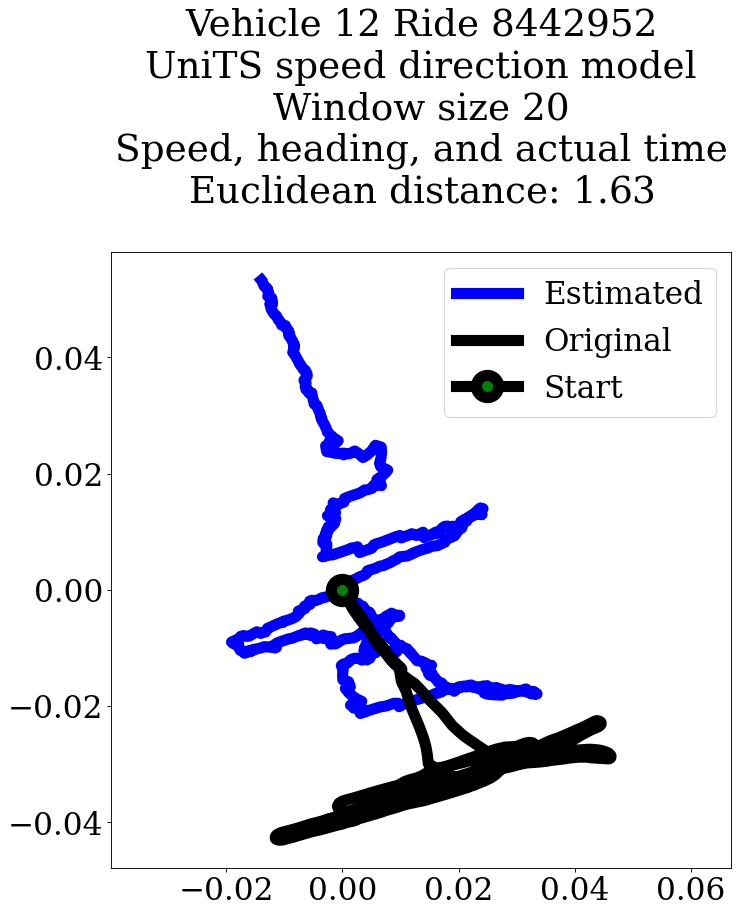 Vehicle 12 Ride 8442952
UniTS speed direction model
Window size 20
Speed, heading, and actual time
Euclidean distance: 1.63
Estimated
Original
Start
0.04
0.02
0.00
−0.02
−0.04
−0.02 0.00 0.02 0.04 0.06